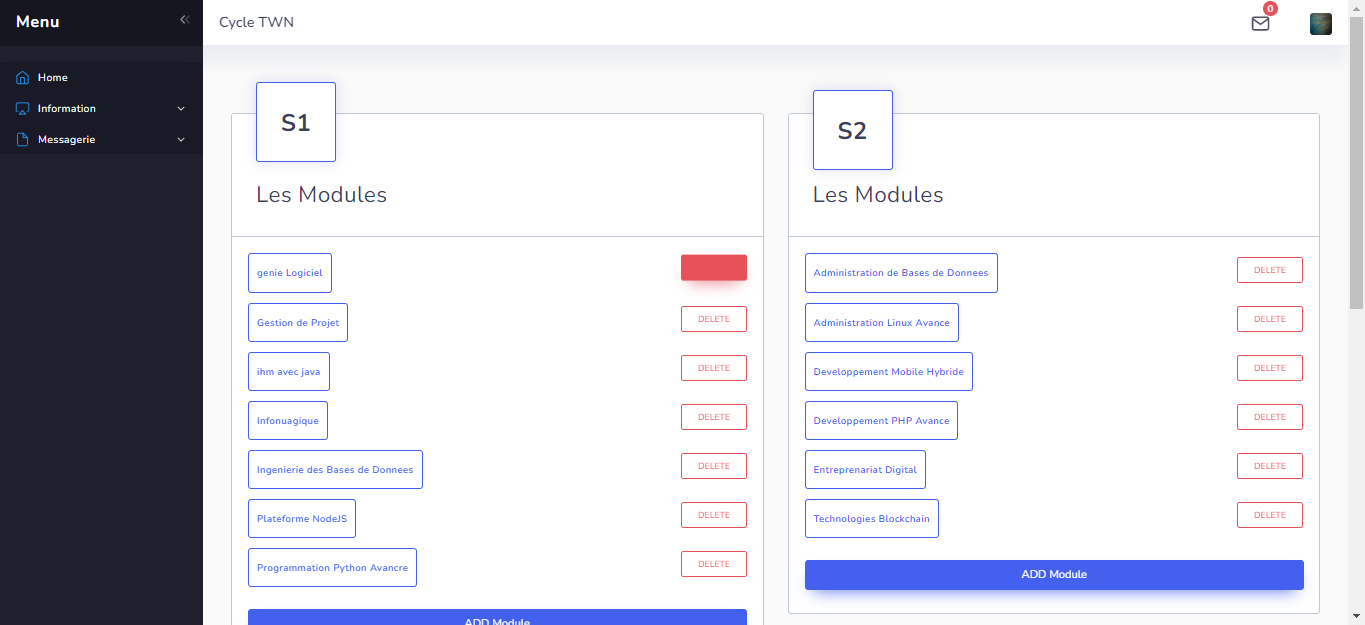 Menu
Home
Information
Messagerie
Cycle TWN
0
S1
Les Modules
genie Logiciel
Gestion de Projet
DELETE
ihm avec java
DELETE
Infonuagique
DELETE
Ingenierie des Bases de Donnees
DELETE
Plateforme NodeJS
DELETE
Programmation Python Avancre
DELETE
ADD Module
S2
Les Modules
Administration de Bases de Donnees
DELETE
Administration Linux Avance
DELETE
Developpement Mobile Hybride
DELETE
Developpement PHP Avance
DELETE
Entreprenariat Digital
DELETE
Technologies Blockchain
DELETE
ADD Module